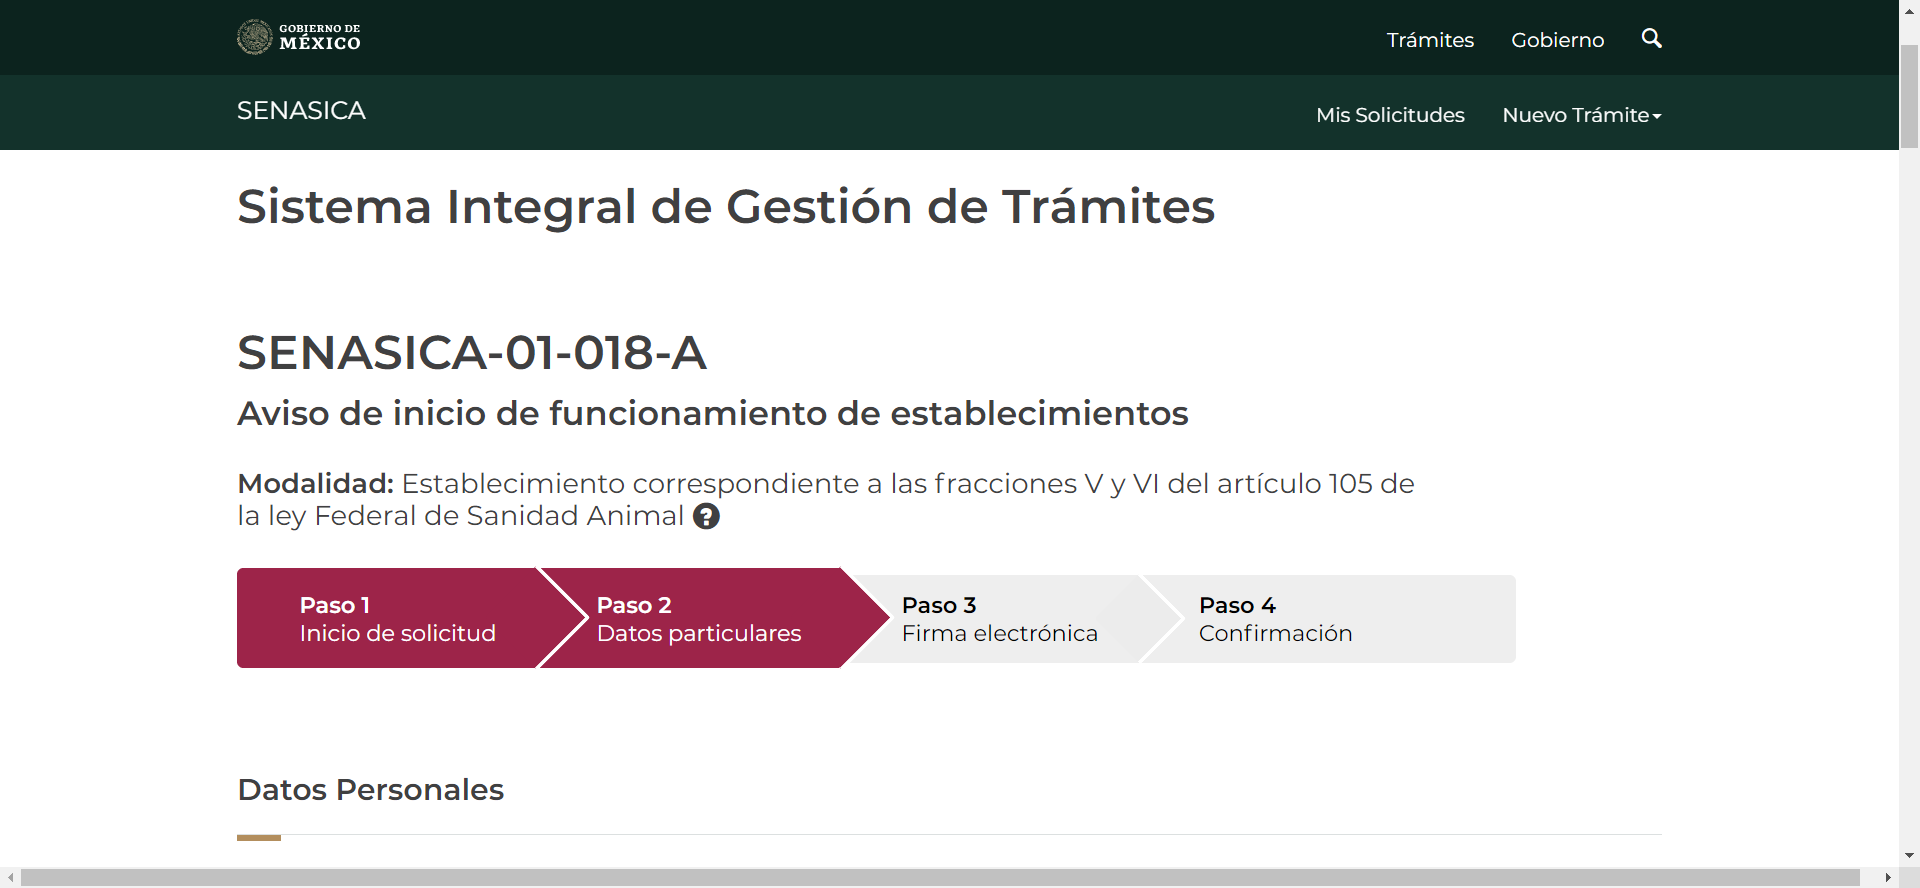 GOBIERNO DE
MÉXICO
Trámites
Gobierno
SENASICA
Mis Solicitudes
Nuevo Trámite
Sistema Integral de Gestión de Trámites
SENASICA-01-018-A
Aviso de inicio de funcionamiento de establecimientos
Modalidad: Establecimiento correspondiente a las fracciones V y VI del artículo 105 de
la ley Federal de Sanidad Animal ?
Paso 1
Inicio de solicitud
Paso 2
Datos particulares
Paso 3
Firma electrónica
Paso 4
Confirmación
Datos Personales